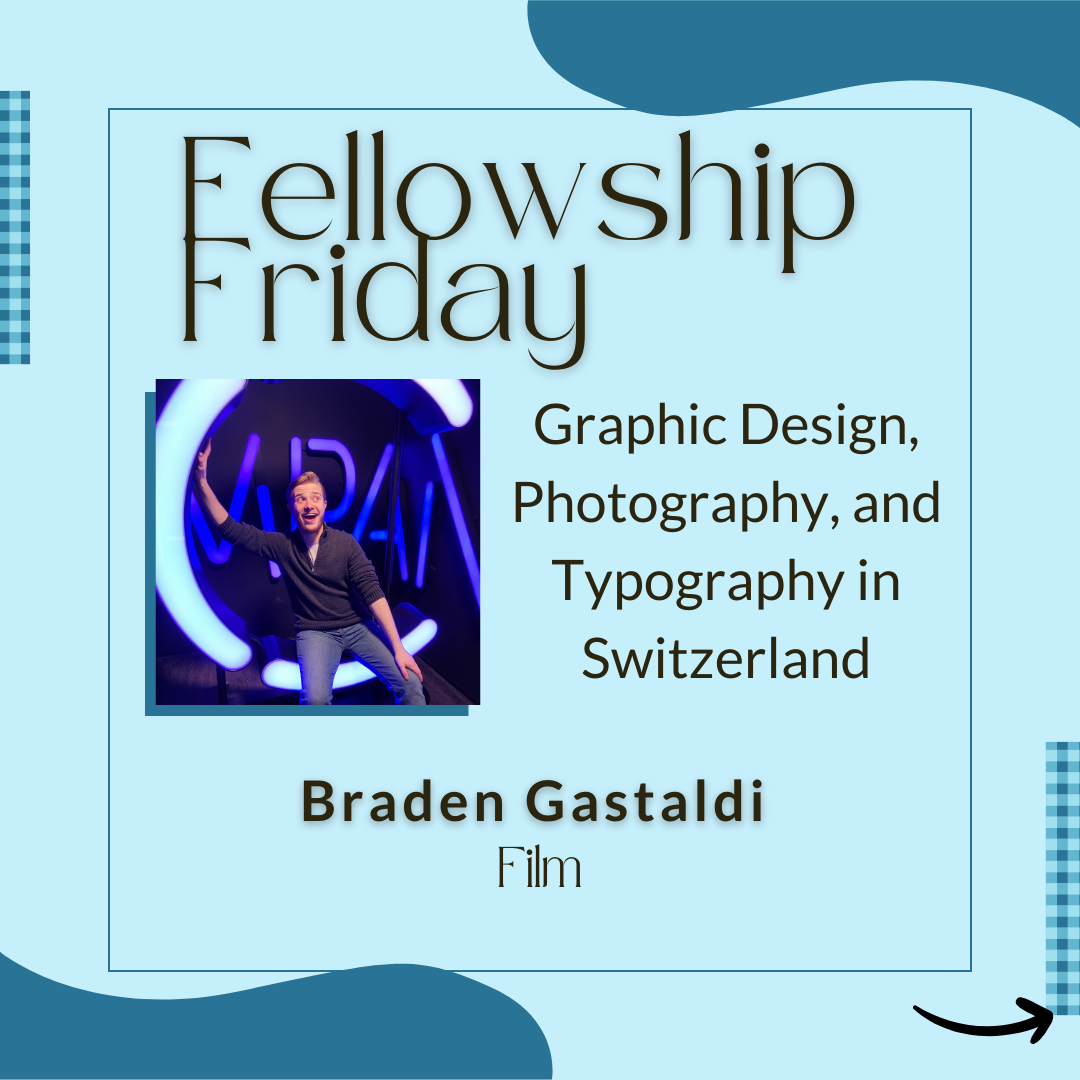 Fellowship
Friday
Graphic Design,
Photography, and
Typography in
Switzerland
Braden Gastaldi
Film